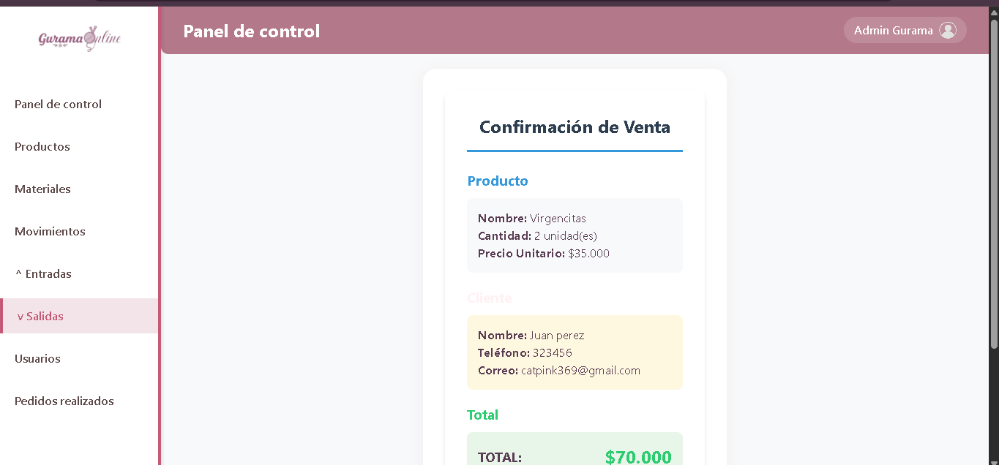 Gurama Online
Panel de control
Admin Gurama
Panel de control
Productos
Materiales
Movimientos
^ Entradas
v Salidas
Usuarios
Pedidos realizados
Confirmación de Venta
Producto
Nombre: Virgencitas
Cantidad: 2 unidad(es)
Precio Unitario: $35.000
Cliente
Nombre: Juan perez
Teléfono: 323456
Correo: catpink369@gmail.com
Total
TOTAL: $70.000